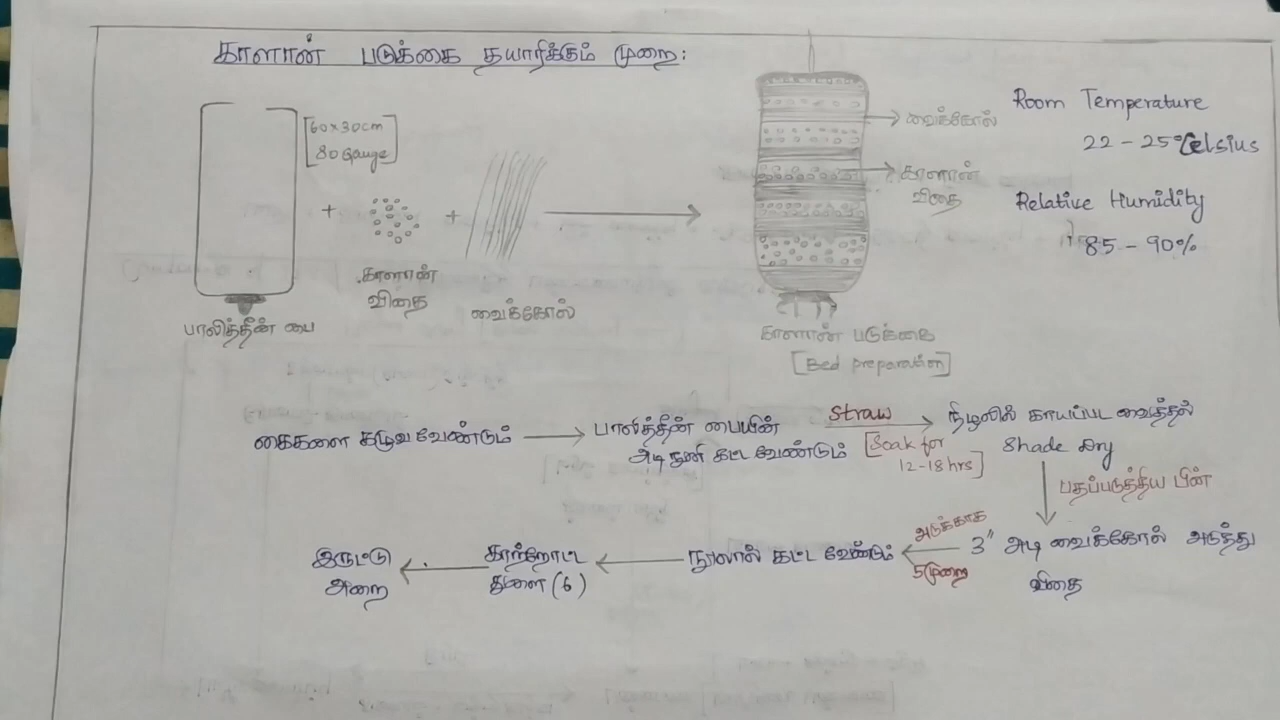 காளான் படுக்கை தயாரிக்கும் முறை:
[60x30cm
80 Gauge]
+
+
காளான்
விதை
வைக்கோல்
பாலித்தீன் பை
வைக்கோல்
காளான்
விதை
காளான் படுக்கை
[Bed preparation]
Room Temperature
22 - 25°Celsius
Relative Humidity
85 - 90%
கைகளை கழுவ வேண்டும்
பாலித்தீன் பையின்
அடி நுனி கட்ட வேண்டும்
Straw
[Soak for
12-18 hrs]
நிழலில் காயப்பட வைத்தல்
Shade Dry
பதப்படுத்திய பின்
3" அடி வைக்கோல் அடுத்து
விதை
அடுக்காக
5 முறை
நூலால் கட்ட வேண்டும்
காற்றோட்ட
துளை (6)
இருட்டு
அறை